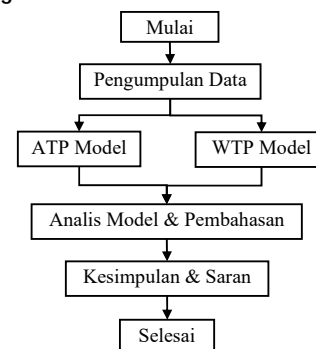 Mulai
Pengumpulan Data
ATP Model
WTP Model
Analis Model & Pembahasan
Kesimpulan & Saran
Selesai